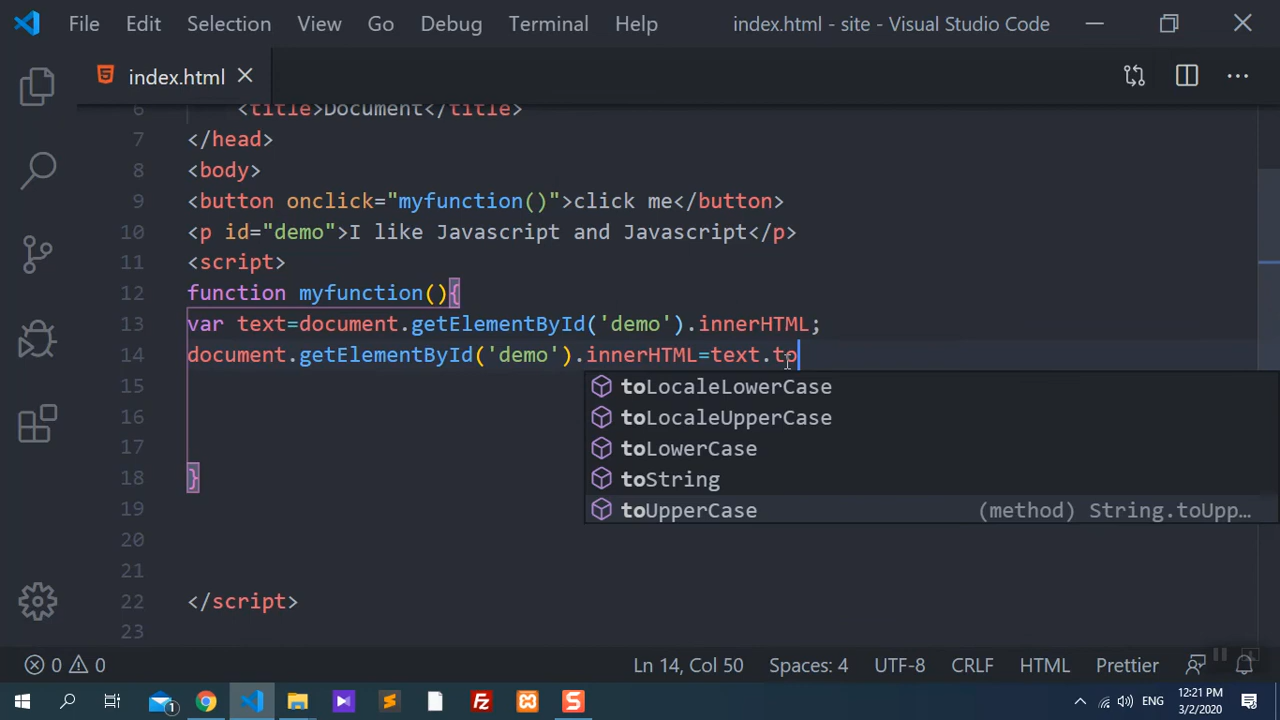 File Edit Selection View Go Debug Terminal Help index.html - site - Visual Studio Code
index.html
6 <title>Document</title>
7 </head>
8 <body>
9 <button onclick="myfunction()">click me</button>
10 <p id="demo">I like Javascript and Javascript</p>
11 <script>
12 function myfunction(){
13 var text=document.getElementById('demo').innerHTML;
14 document.getElementById('demo').innerHTML=text.to
15 toLocaleLowerCase
16 toLocaleUpperCase
17 toLowerCase
18 } toString
19 toUpperCase (method) String.toUpp…
20
21
22 </script>
23
0 0 Ln 14, Col 50 Spaces: 4 UTF-8 CRLF HTML Prettier
1 Fz S ENG 12:21 PM
3/2/2020